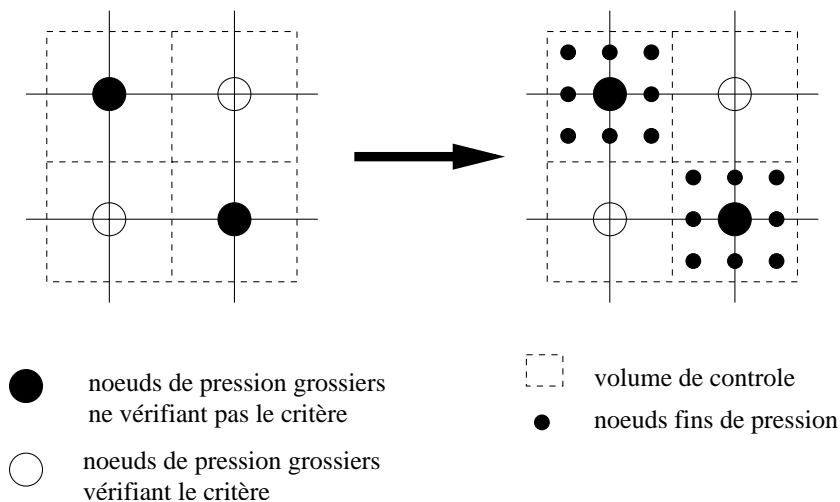 noeuds de pression grossiers
ne vérifiant pas le critère
noeuds de pression grossiers
vérifiant le critère
volume de controle
noeuds fins de pression